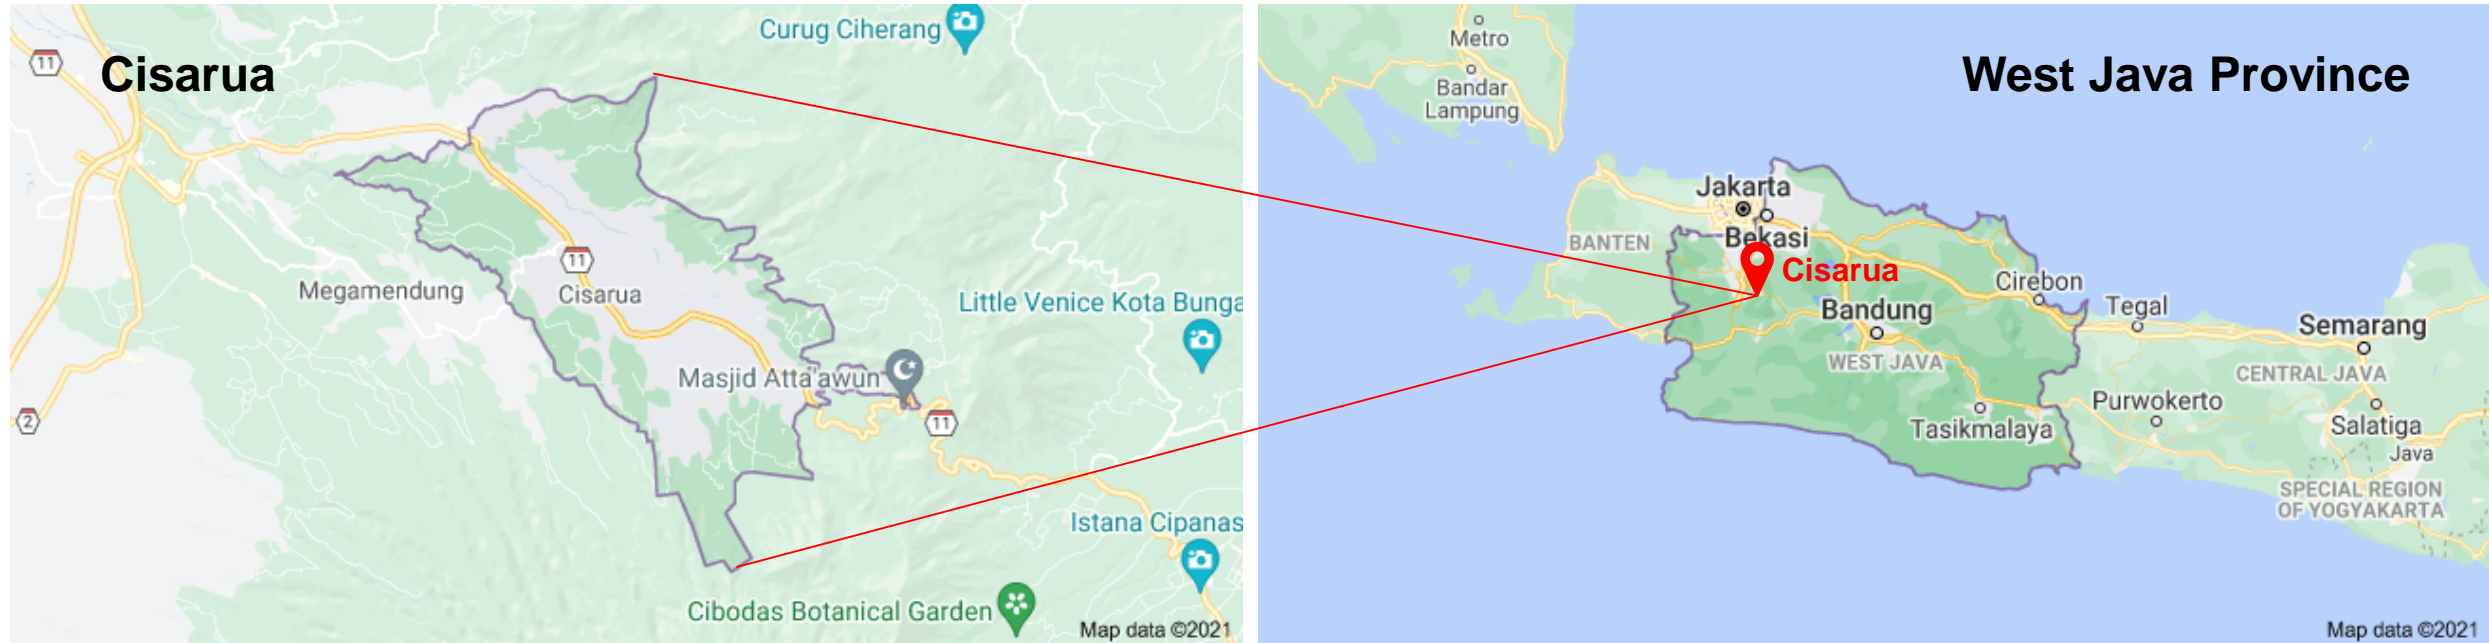 Cisarua
Curug Ciherang
11
11
Megamendung
Cisarua
Little Venice Kota Bunga
Masjid Atta'awun
2
11
Istana Cipanas
Cibodas Botanical Garden
Map data ©2021
West Java Province
Metro
Bandar
Lampung
Jakarta
BANTEN
Bekasi
Cisarua
Cirebon
Bandung
Tegal
Semarang
WEST JAVA
CENTRAL JAVA
Purwokerto
Tasikmalaya
Salatiga
Java
SPECIAL REGION
OF YOGYAKARTA
Map data ©2021